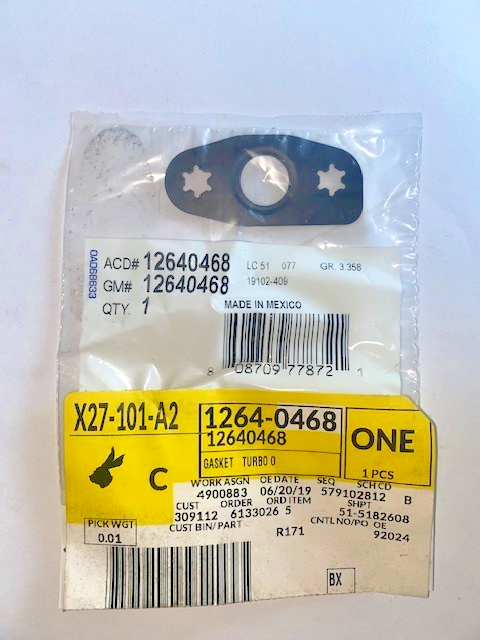 ACD# 12640468
LC 51 077 GR. 3.358
GM# 12640468
19102-409
QTY. 1
MADE IN MEXICO
0AD68633
8 08709 77872 1
X27-101-A2
1264-0468
12640468
GASKET TURBO O
ONE
1 PCS
C
WORK ASGN OE DATE SEQ SCH CD
4900883 06/20/19 579102812 B
CUST ORDER ORD ITEM SHPT
309112 6133026 5 51-5182608
CUST BIN/PART CNTL NO/PO OE
R171 92024
PICK WGT
0.01
BX